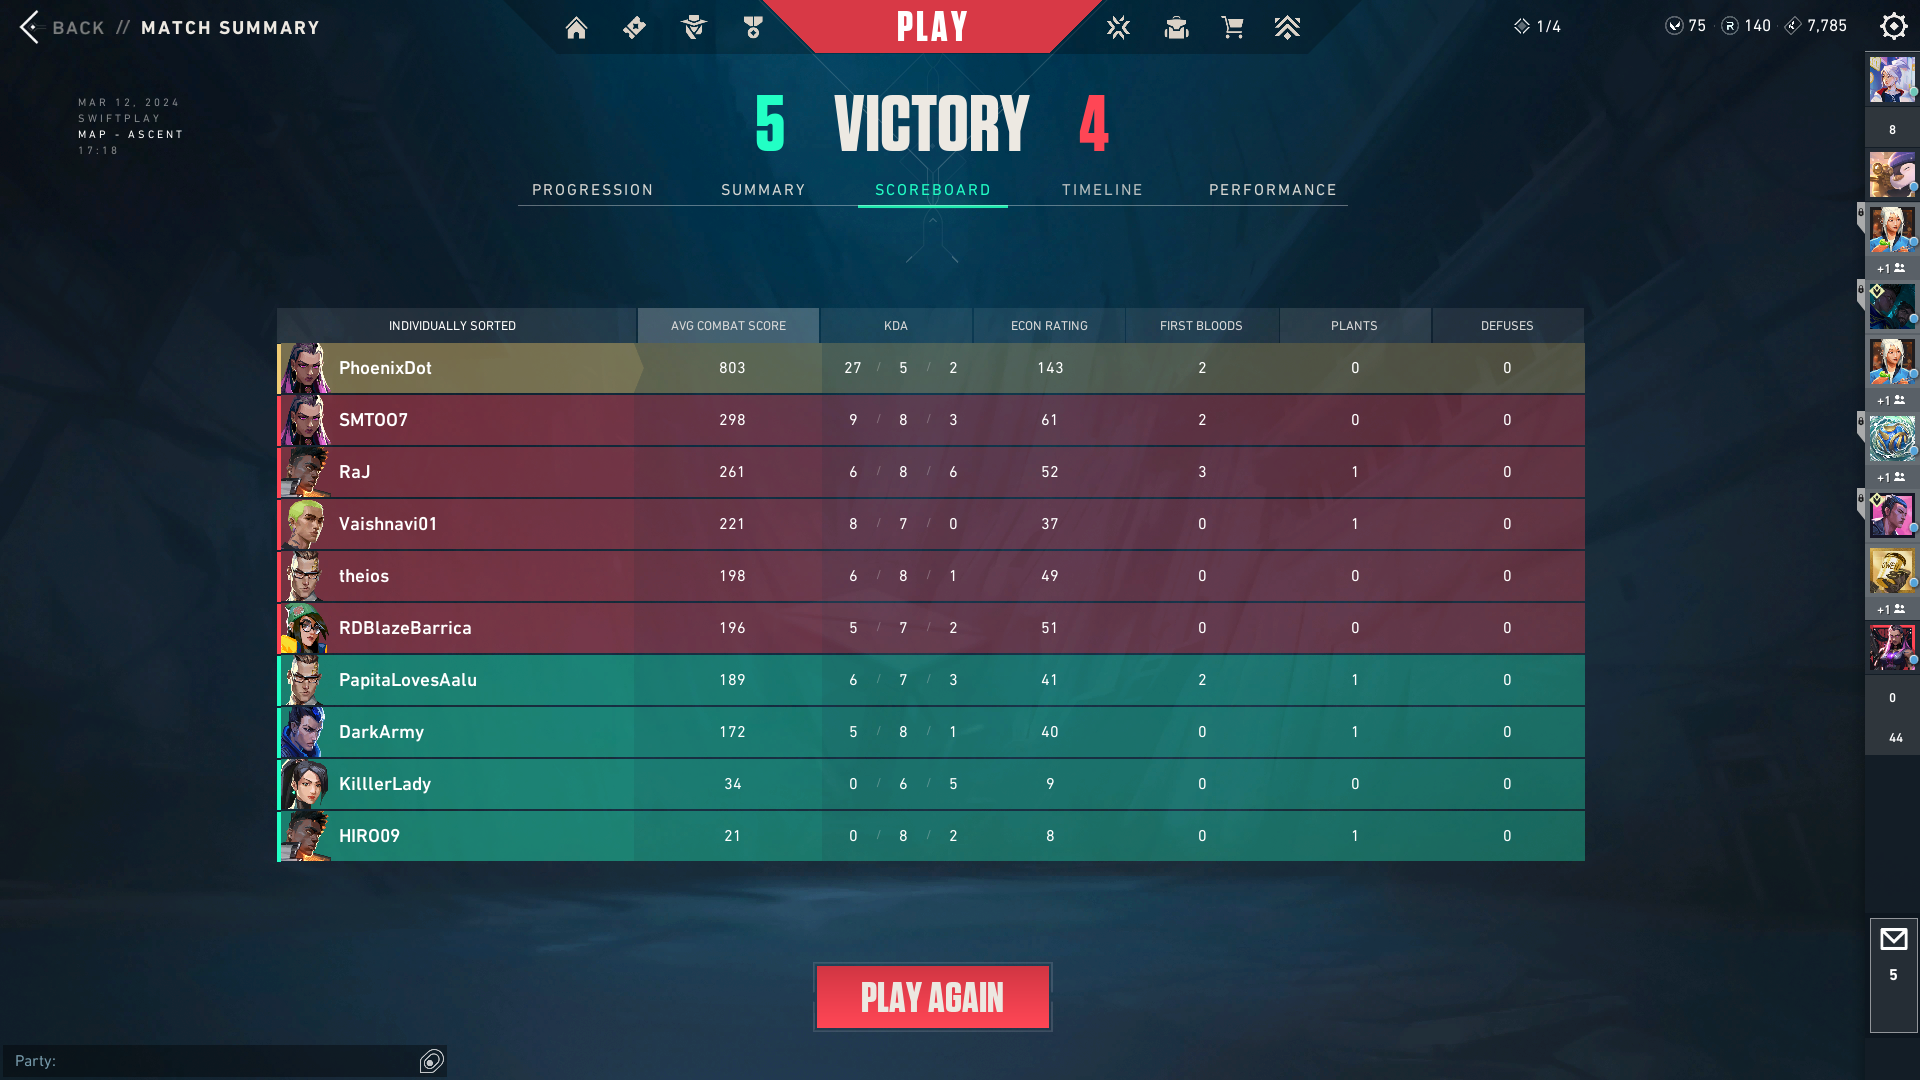 BACK // MATCH SUMMARY
PLAY
1/4
75 140 7,785
MAR 12, 2024
SWIFTPLAY
MAP - ASCENT
17:18
5 VICTORY 4
PROGRESSION SUMMARY SCOREBOARD TIMELINE PERFORMANCE
INDIVIDUALLY SORTED AVG COMBAT SCORE KDA ECON RATING FIRST BLOODS PLANTS DEFUSES
PhoenixDot 803 27 / 5 / 2 143 2 0 0
SMTOO7 298 9 / 8 / 3 61 2 0 0
RaJ 261 6 / 8 / 6 52 3 1 0
Vaishnavi01 221 8 / 7 / 0 37 0 1 0
theios 198 6 / 8 / 1 49 0 0 0
RDBlazeBarrica 196 5 / 7 / 2 51 0 0 0
PapitaLovesAalu 189 6 / 7 / 3 41 2 1 0
DarkArmy 172 5 / 8 / 1 40 0 1 0
KilllerLady 34 0 / 6 / 5 9 0 0 0
HIRO09 21 0 / 8 / 2 8 0 1 0
PLAY AGAIN
Party:
8
+1
+1
+1
+1
0
44
5